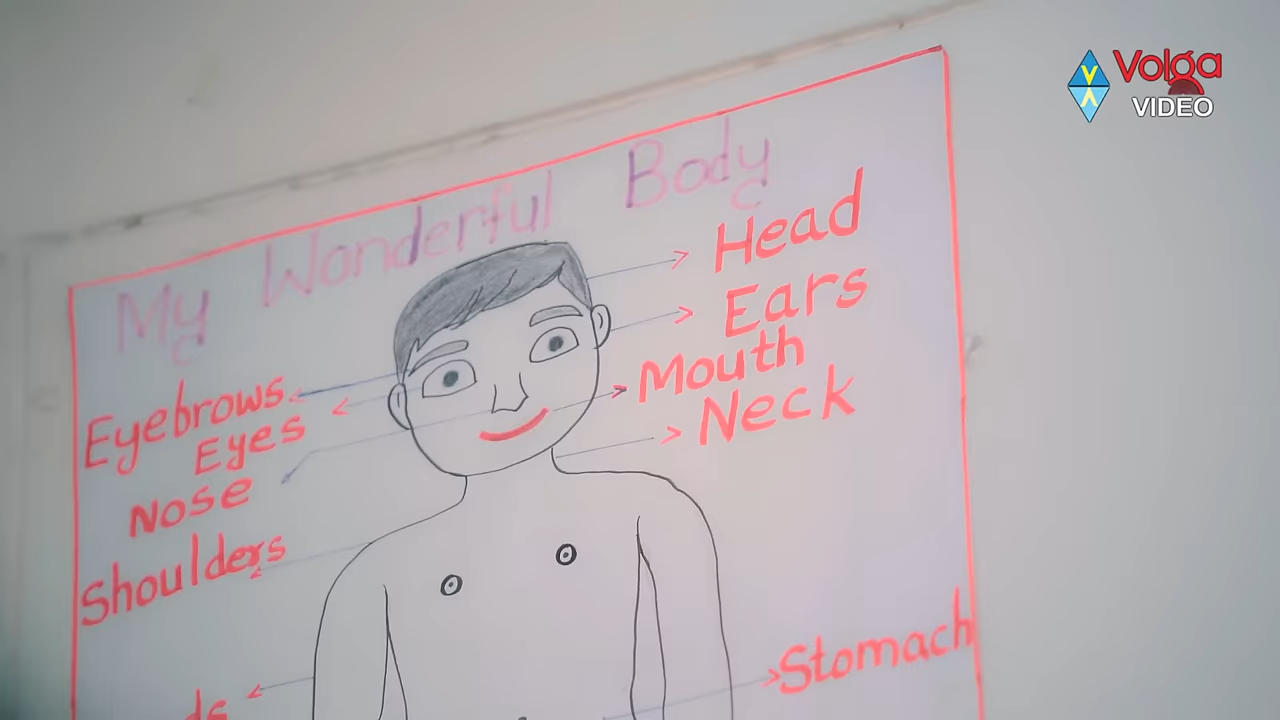 Volga
VIDEO
My Wonderful Body
Head
Ears
Mouth
Neck
Eyebrows
Eyes
Nose
Shoulders
Stomach